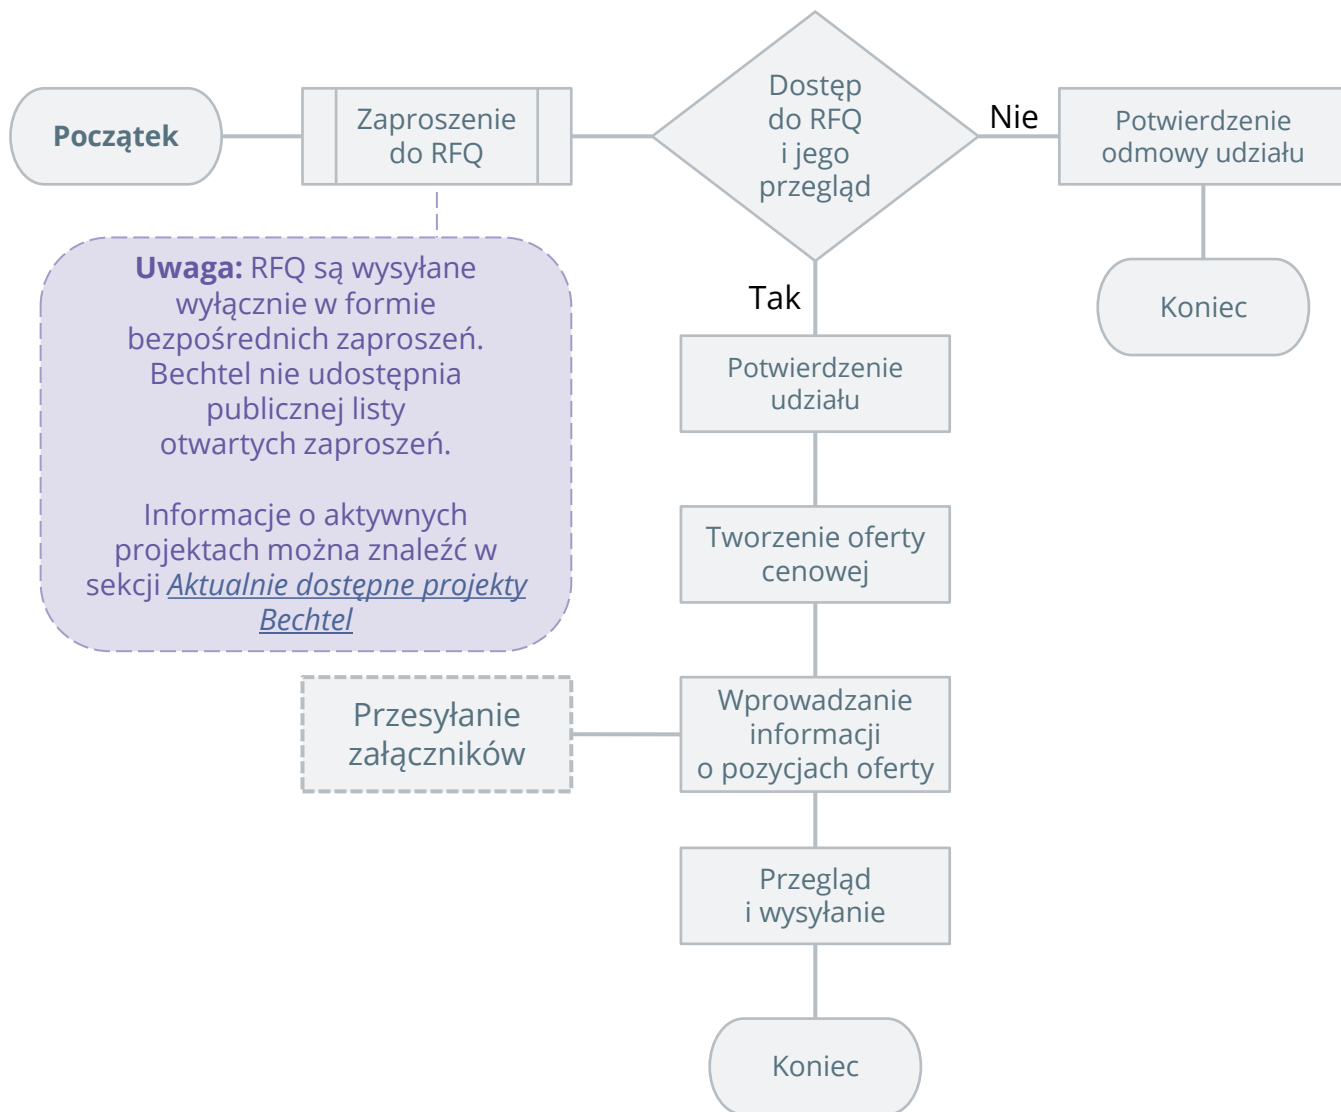 Początek
Zaproszenie
do RFQ
Dostęp
do RFQ
i jego
przegląd
Nie
Potwierdzenie
odmowy udziału
Koniec
Uwaga: RFQ są wysyłane
wyłącznie w formie
bezpośrednich zaproszeń.
Bechtel nie udostępnia
publicznej listy
otwartych zaproszeń.
Informacje o aktywnych
projektach można znaleźć w
sekcji Aktualnie dostępne projekty
Bechtel
Tak
Potwierdzenie
udziału
Tworzenie oferty
cenowej
Przesyłanie
załączników
Wprowadzanie
informacji
o pozycjach oferty
Przegląd
i wysyłanie
Koniec